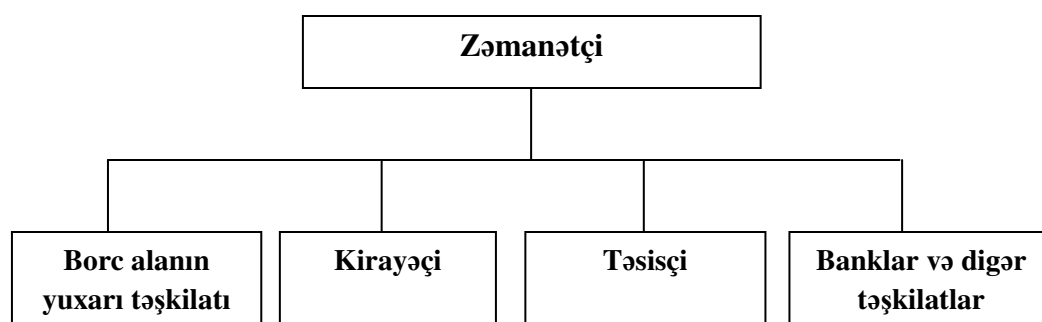 Zəmanətçi
Borc alanın
yuxarı təşkilatı
Kirayəçi
Təsisçi
Banklar və digər
təşkilatlar